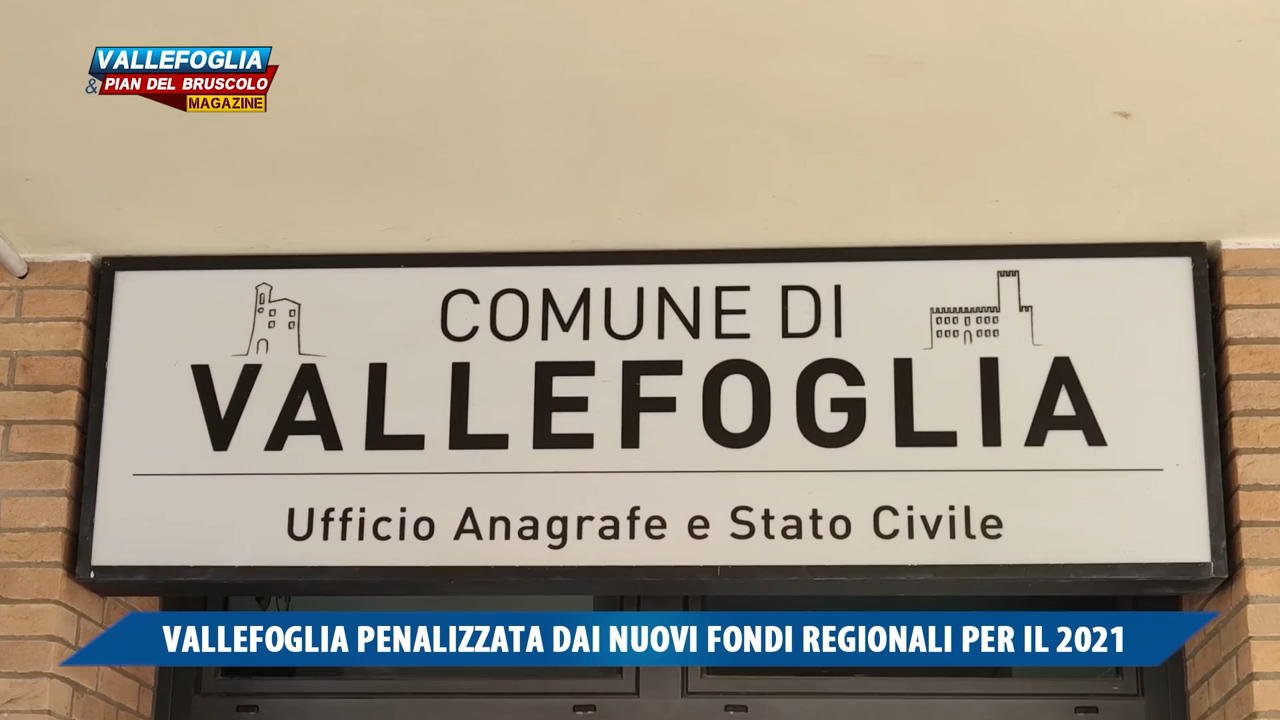 VALLEFOGLIA
& PIAN DEL BRUSCOLO
MAGAZINE
COMUNE DI
VALLEFOGLIA
Ufficio Anagrafe e Stato Civile
VALLEFOGLIA PENALIZZATA DAI NUOVI FONDI REGIONALI PER IL 2021